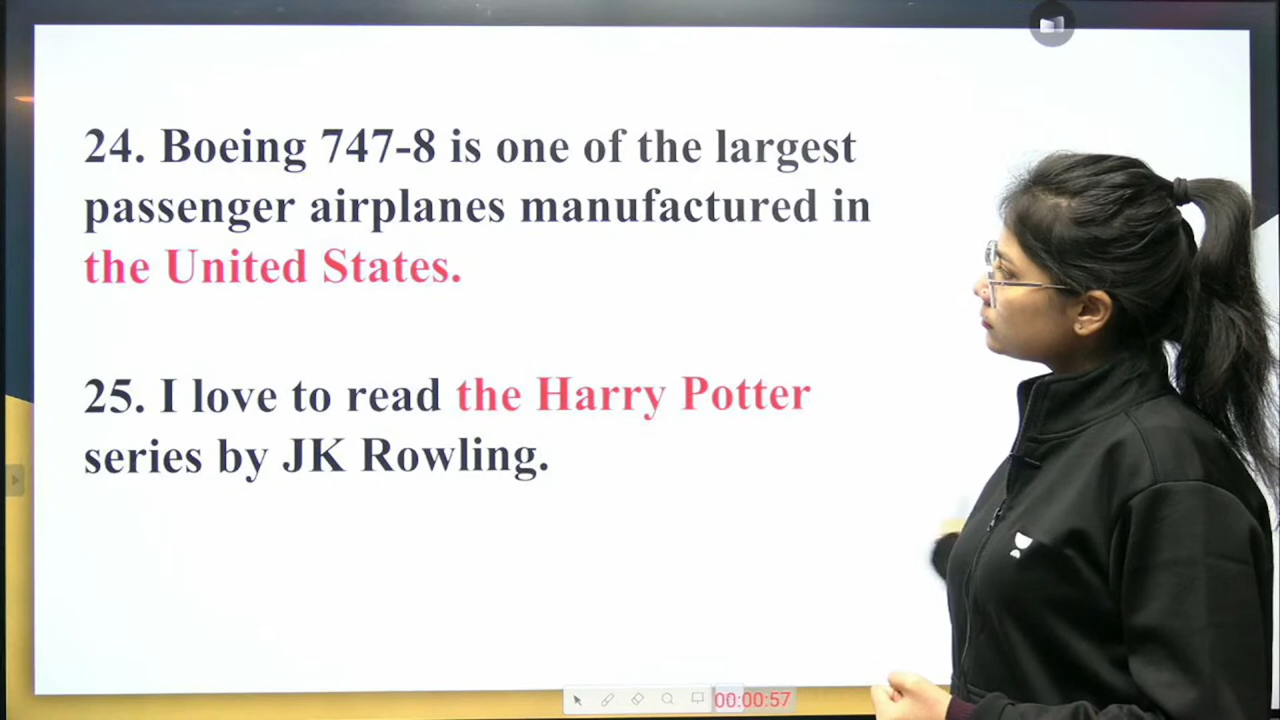 24. Boeing 747-8 is one of the largest
passenger airplanes manufactured in
the United States.
25. I love to read the Harry Potter
series by JK Rowling.
00:00:57